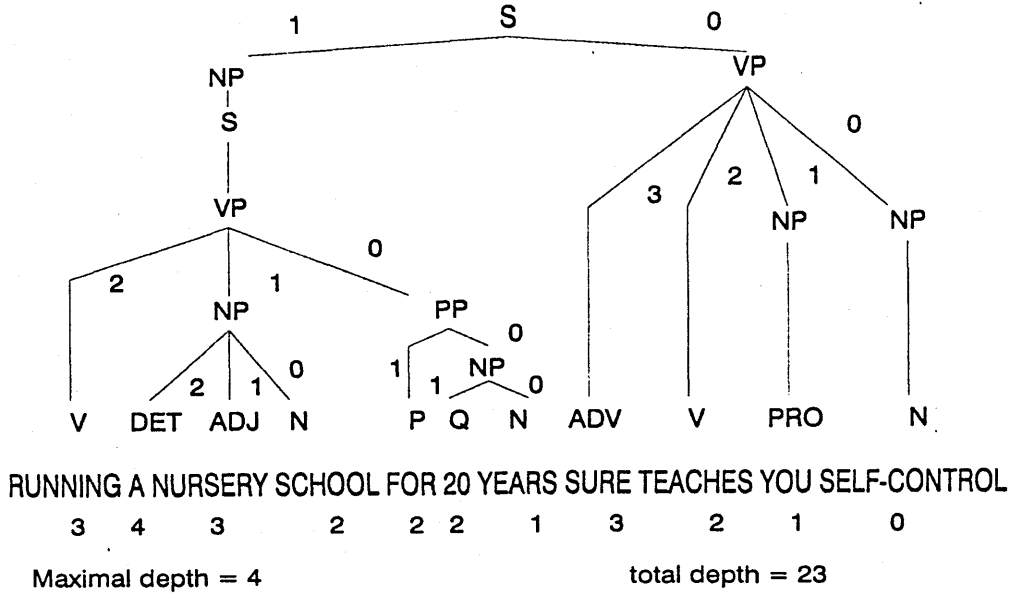 1 S 0
NP VP
S
0
3 2 1
VP
NP NP
0
2 1
NP PP
0
1 NP
2 1 0 1 0
V DET ADJ N P Q N ADV V PRO N
RUNNING A NURSERY SCHOOL FOR 20 YEARS SURE TEACHES YOU SELF-CONTROL
3 4 3 2 2 2 1 3 2 1 0
Maximal depth = 4 total depth = 23